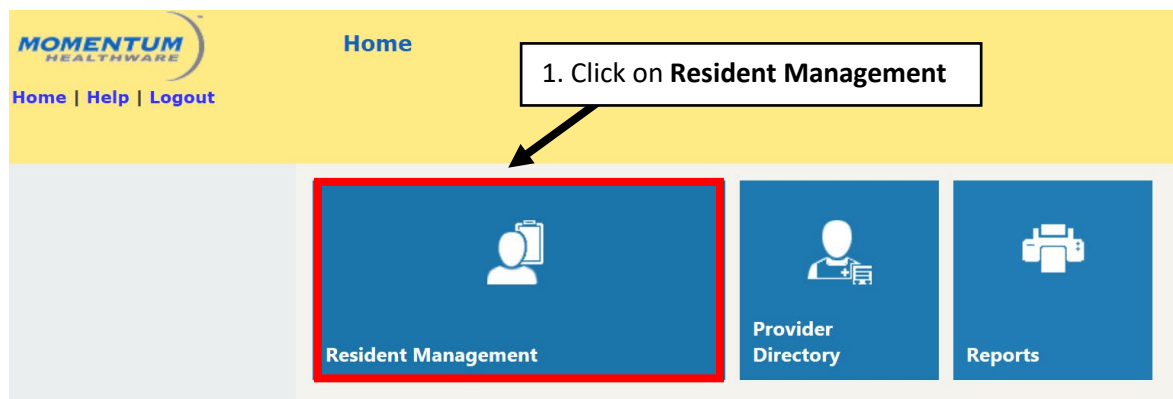 MOMENTUM
HEALTHWARE
Home | Help | Logout
Home
1. Click on Resident Management
Resident Management
Provider
Directory
Reports